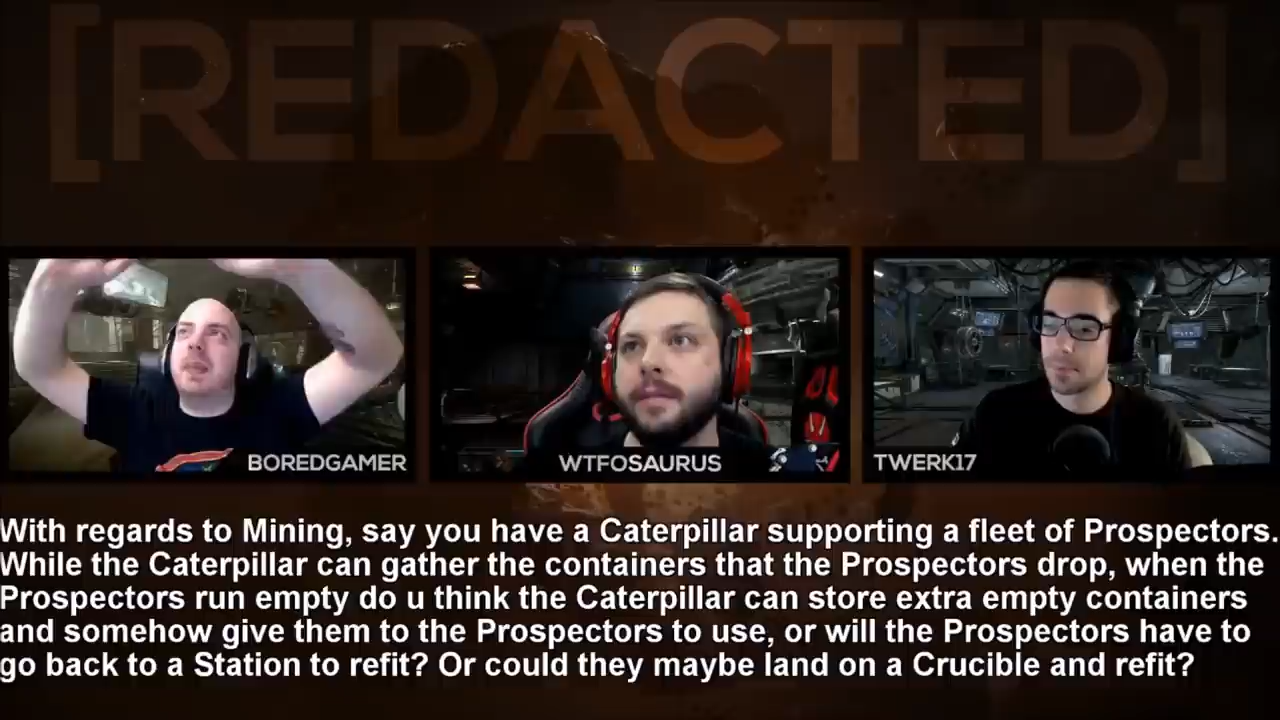 [REDACTED]
BOREDGAMER
WTFOSAURUS
TWERK17
With regards to Mining, say you have a Caterpillar supporting a fleet of Prospectors.
While the Caterpillar can gather the containers that the Prospectors drop, when the
Prospectors run empty do u think the Caterpillar can store extra empty containers
and somehow give them to the Prospectors to use, or will the Prospectors have to
go back to a Station to refit? Or could they maybe land on a Crucible and refit?